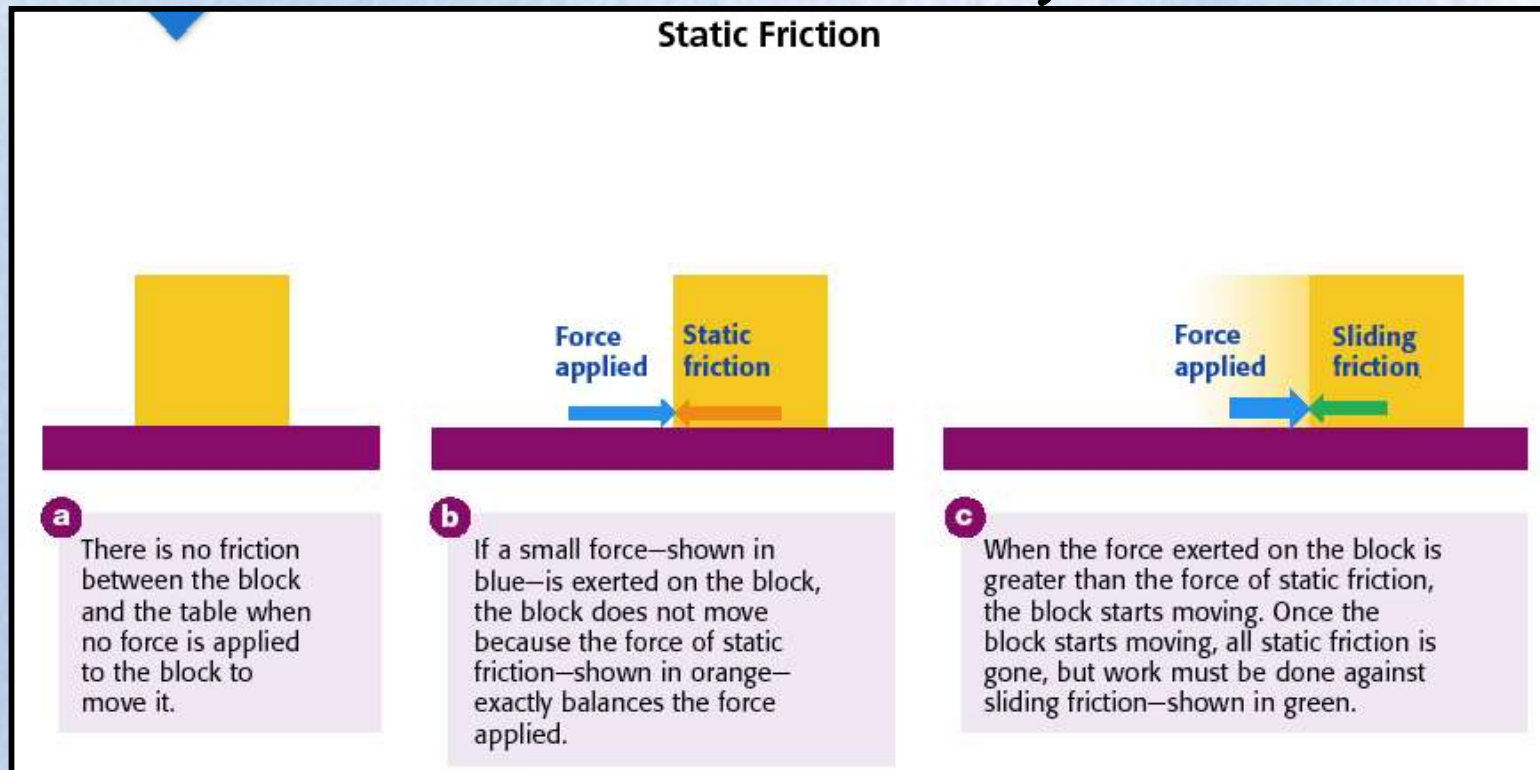 Static Friction
Force
applied
Static
friction
Force
applied
Sliding
friction
a
There is no friction
between the block
and the table when
no force is applied
to the block to
move it.
b
If a small force—shown in
blue—is exerted on the block,
the block does not move
because the force of static
friction—shown in orange—
exactly balances the force
applied.
c
When the force exerted on the block is
greater than the force of static friction,
the block starts moving. Once the
block starts moving, all static friction is
gone, but work must be done against
sliding friction—shown in green.